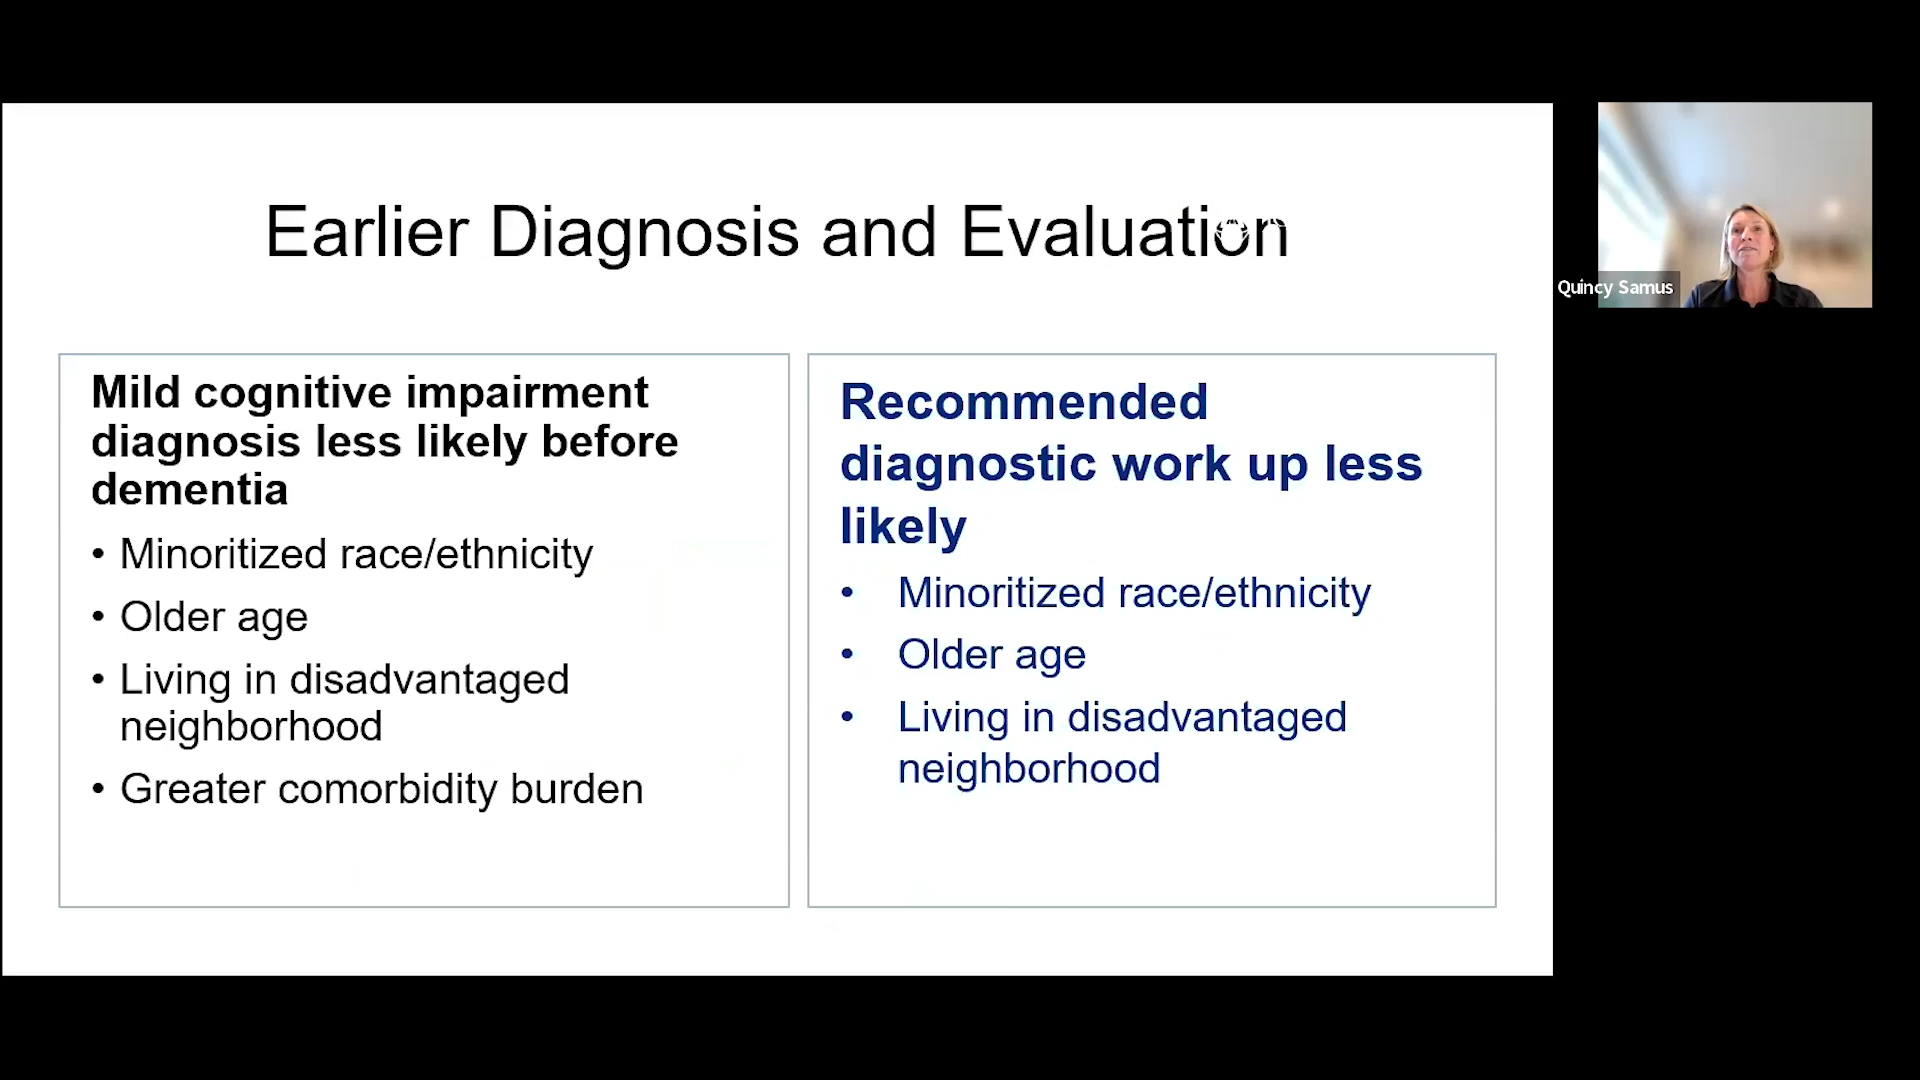 Earlier Diagnosis and Evaluation
Mild cognitive impairment
diagnosis less likely before
dementia
• Minoritized race/ethnicity
• Older age
• Living in disadvantaged
neighborhood
• Greater comorbidity burden
Recommended
diagnostic work up less
likely
• Minoritized race/ethnicity
• Older age
• Living in disadvantaged
neighborhood
Quincy Samus